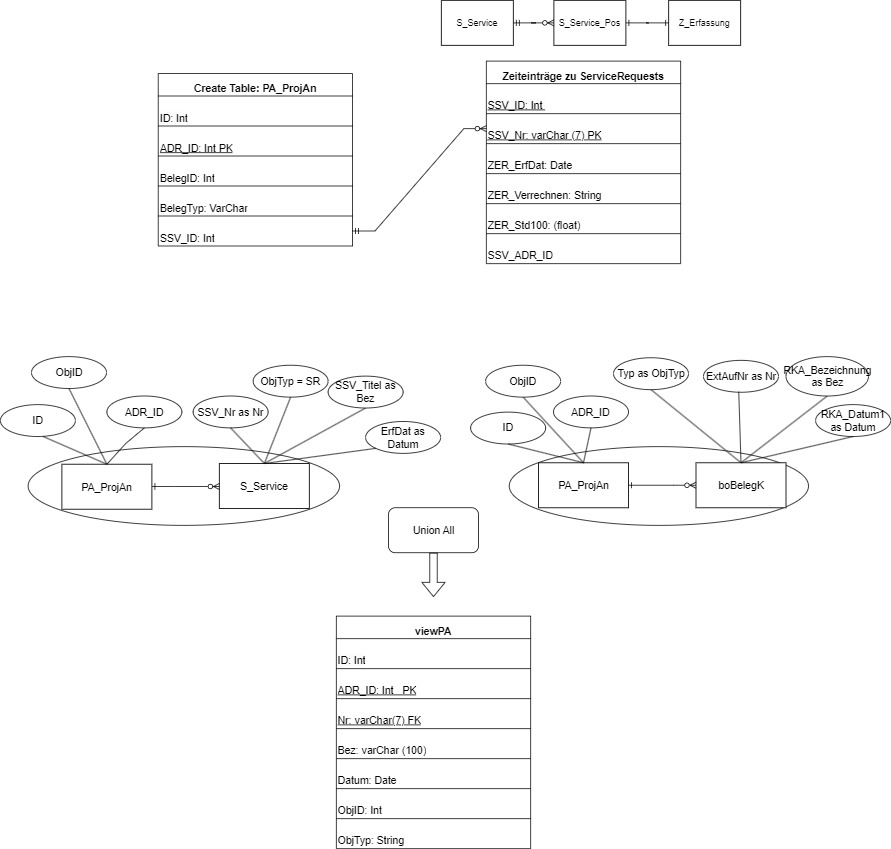 S_Service
S_Service_Pos
Z_Erfassung
Create Table: PA_ProjAn
ID: Int
ADR_ID: Int PK
BelegID: Int
BelegTyp: VarChar
SSV_ID: Int
Zeiteinträge zu ServiceRequests
SSV_ID: Int
SSV_Nr: varChar (7) PK
ZER_ErfDat: Date
ZER_Verrechnen: String
ZER_Std100: (float)
SSV_ADR_ID
ObjID
ID
ADR_ID
SSV_Nr as Nr
ObjTyp = SR
SSV_Titel as
Bez
ErfDat as
Datum
PA_ProjAn
S_Service
ObjID
ID
ADR_ID
Typ as ObjTyp
ExtAufNr as Nr
RKA_Bezeichnung
as Bez
RKA_Datum1
as Datum
PA_ProjAn
boBelegK
Union All
viewPA
ID: Int
ADR_ID: Int PK
Nr: varChar(7) FK
Bez: varChar (100)
Datum: Date
ObjID: Int
ObjTyp: String